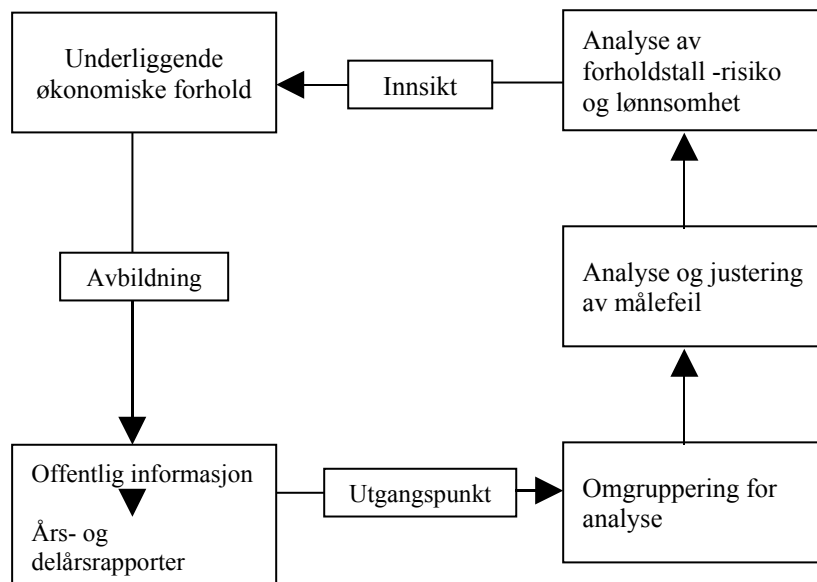 Underliggende
økonomiske forhold
Innsikt
Analyse av
forholdstall -risiko
og lønnsomhet
Avbildning
Analyse og justering
av målefeil
Offentlig informasjon
Års- og
delårsrapporter
Utgangspunkt
Omgruppering for
analyse